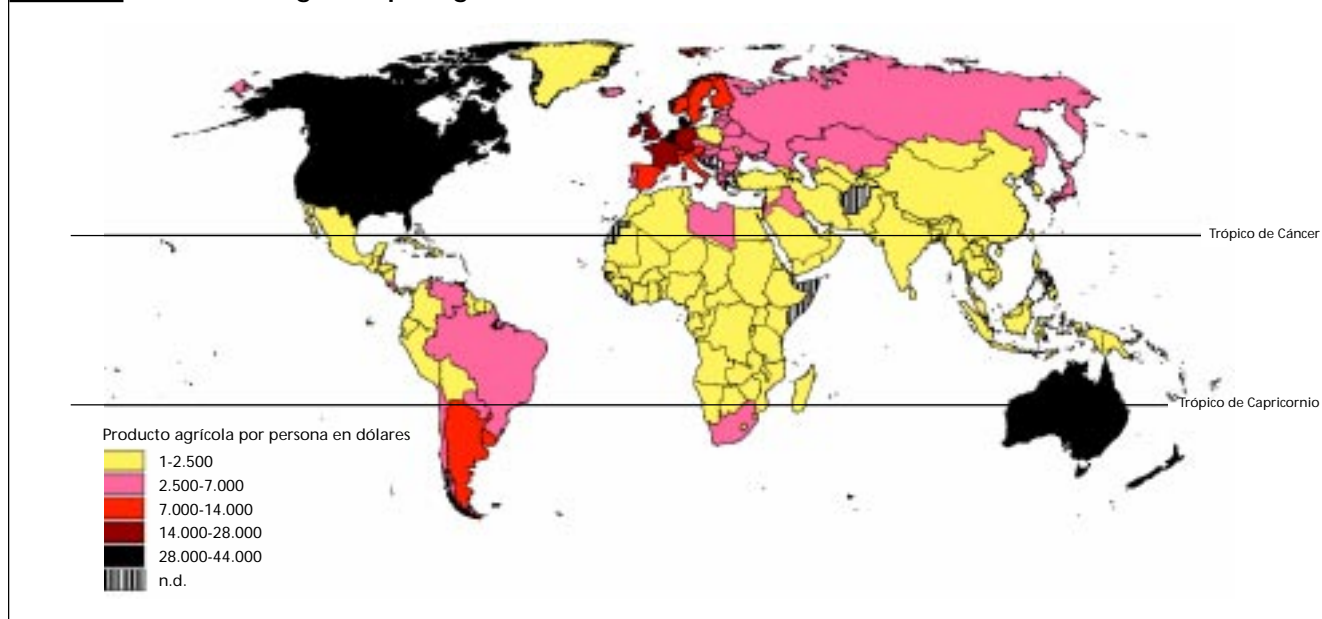 Trópico de Cáncer
Trópico de Capricornio
Producto agrícola por persona en dólares
1-2.500
2.500-7.000
7.000-14.000
14.000-28.000
28.000-44.000
n.d.